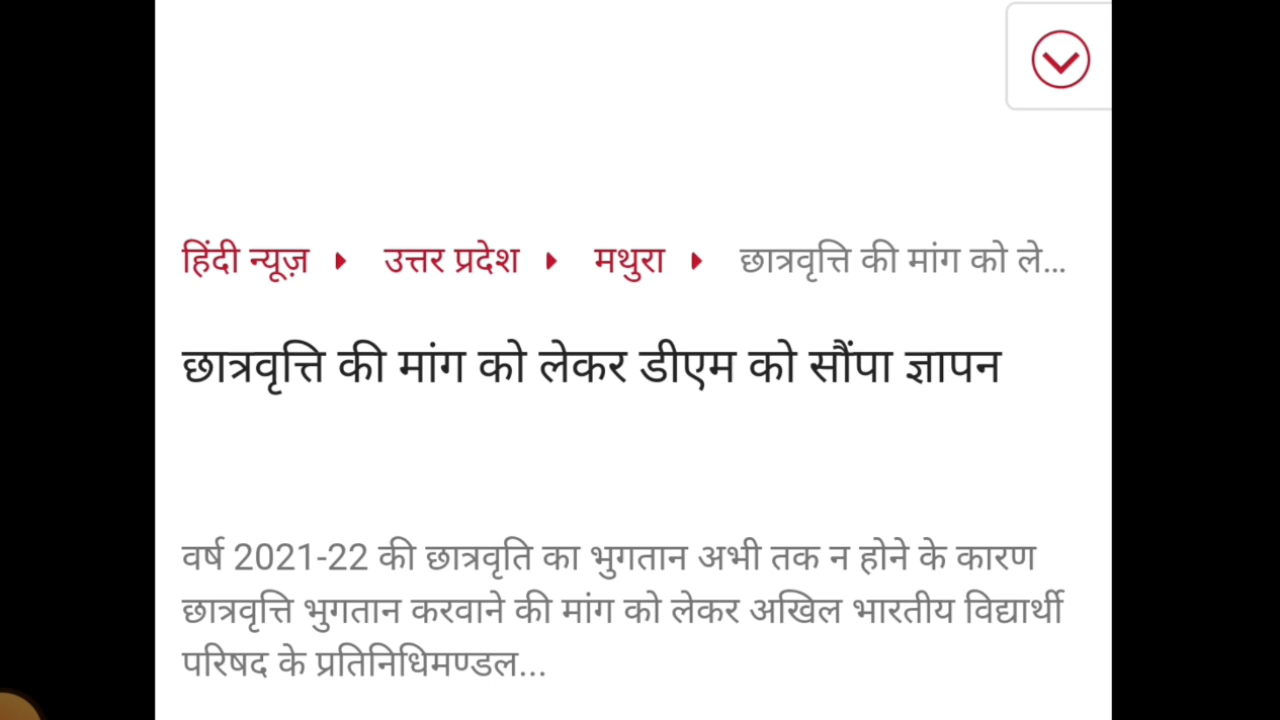 हिंदी न्यूज़ उत्तर प्रदेश मथुरा छात्रवृत्ति की मांग को ले...
छात्रवृत्ति की मांग को लेकर डीएम को सौंपा ज्ञापन
वर्ष 2021-22 की छात्रवृति का भुगतान अभी तक न होने के कारण
छात्रवृत्ति भुगतान करवाने की मांग को लेकर अखिल भारतीय विद्यार्थी
परिषद के प्रतिनिधिमण्डल...